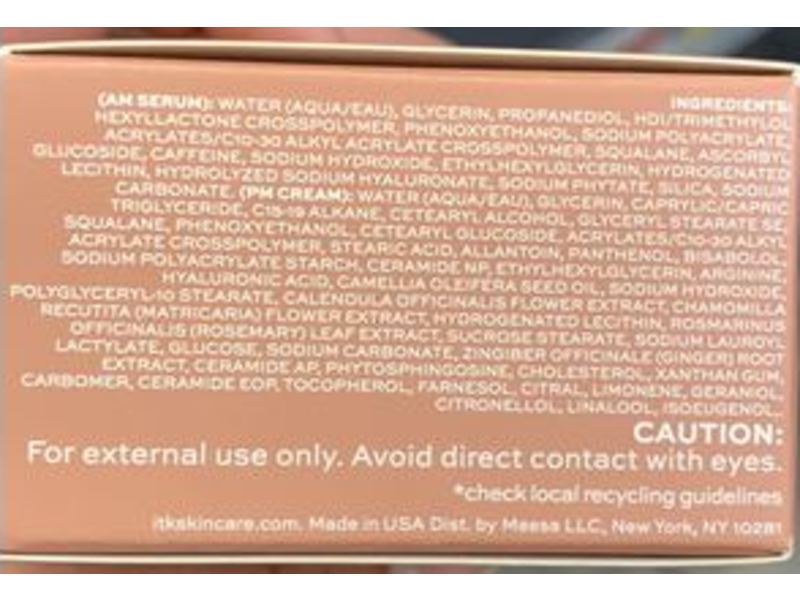 INGREDIENTS:
(AM SERUM): WATER (AQUA/EAU), GLYCERIN, PROPANEDIOL, HDI/TRIMETHYLOL
HEXYLLACTONE CROSSPOLYMER, PHENOXYETHANOL, SODIUM POLYACRYLATE,
ACRYLATES/C10-30 ALKYL ACRYLATE CROSSPOLYMER, SQUALANE, ASCORBYL
GLUCOSIDE, CAFFEINE, SODIUM HYDROXIDE, ETHYLHEXYLGLYCERIN, HYDROGENATED
LECITHIN, HYDROLYZED SODIUM HYALURONATE, SODIUM PHYTATE, SILICA, SODIUM
CARBONATE. (PM CREAM): WATER (AQUA/EAU), GLYCERIN, CAPRYLIC/CAPRIC
TRIGLYCERIDE, C15-19 ALKANE, CETEARYL ALCOHOL, GLYCERYL STEARATE SE,
SQUALANE, PHENOXYETHANOL, CETEARYL GLUCOSIDE, ACRYLATES/C10-30 ALKYL
ACRYLATE CROSSPOLYMER, STEARIC ACID, ALLANTOIN, PANTHENOL, BISABOLOL,
SODIUM POLYACRYLATE STARCH, CERAMIDE NP, ETHYLHEXYLGLYCERIN, ARGININE,
HYALURONIC ACID, CAMELLIA OLEIFERA SEED OIL, SODIUM HYDROXIDE,
POLYGLYCERYL-10 STEARATE, CALENDULA OFFICINALIS FLOWER EXTRACT, CHAMOMILLA
RECUTITA (MATRICARIA) FLOWER EXTRACT, HYDROGENATED LECITHIN, ROSMARINUS
OFFICINALIS (ROSEMARY) LEAF EXTRACT, SUCROSE STEARATE, SODIUM LAUROYL
LACTYLATE, GLUCOSE, SODIUM CARBONATE, ZINGIBER OFFICINALE (GINGER) ROOT
EXTRACT, CERAMIDE AP, PHYTOSPHINGOSINE, CHOLESTEROL, XANTHAN GUM,
CARBOMER, CERAMIDE EOP, TOCOPHEROL, FARNESOL, CITRAL, LIMONENE, GERANIOL,
CITRONELLOL, LINALOOL, ISOEUGENOL.
CAUTION:
For external use only. Avoid direct contact with eyes.
*check local recycling guidelines
itkskincare.com. Made in USA Dist. by Meesa LLC, New York, NY 10281